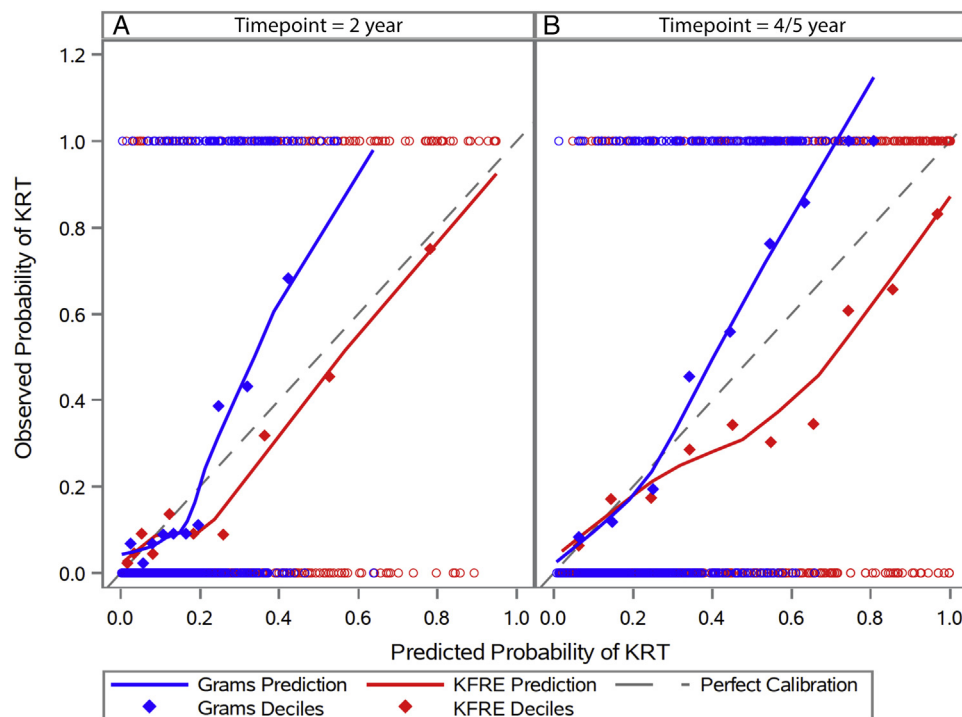 A Timepoint = 2 year
B Timepoint = 4/5 year
1.2
1.0
0.8
0.6
0.4
0.2
0.0
Observed Probability of KRT
0.0 0.2 0.4 0.6 0.8 1.0
0.0 0.2 0.4 0.6 0.8 1.0
Predicted Probability of KRT
Grams Prediction KFRE Prediction Perfect Calibration
Grams Deciles KFRE Deciles